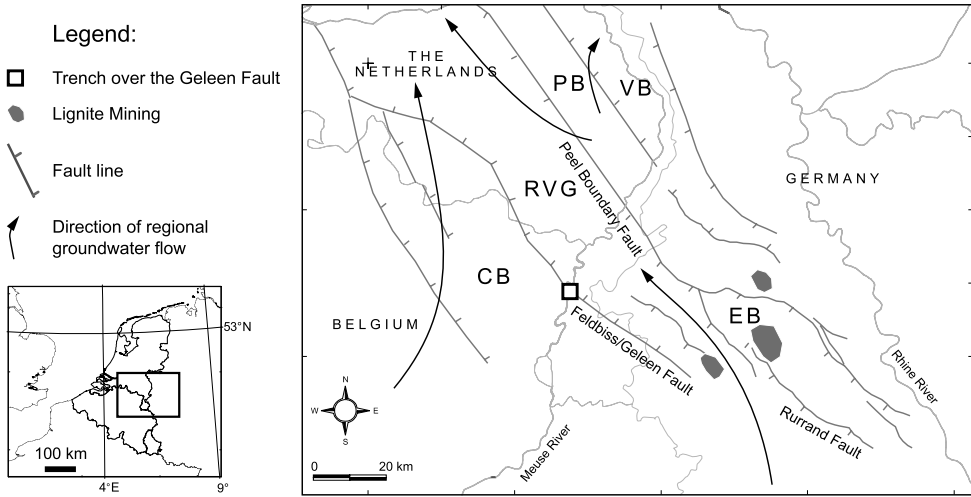 Legend:
Trench over the Geleen Fault
Lignite Mining
Fault line
Direction of regional
groundwater flow
53°N
100 km
4°E
9°
THE
NETHERLANDS
PB
VB
Peel Boundary Fault
GERMANY
RVG
CB
BELGIUM
EB
Feldbiss/Geleen Fault
Rhine River
Rurrand Fault
Meuse River
N
W
E
S
0
20 km